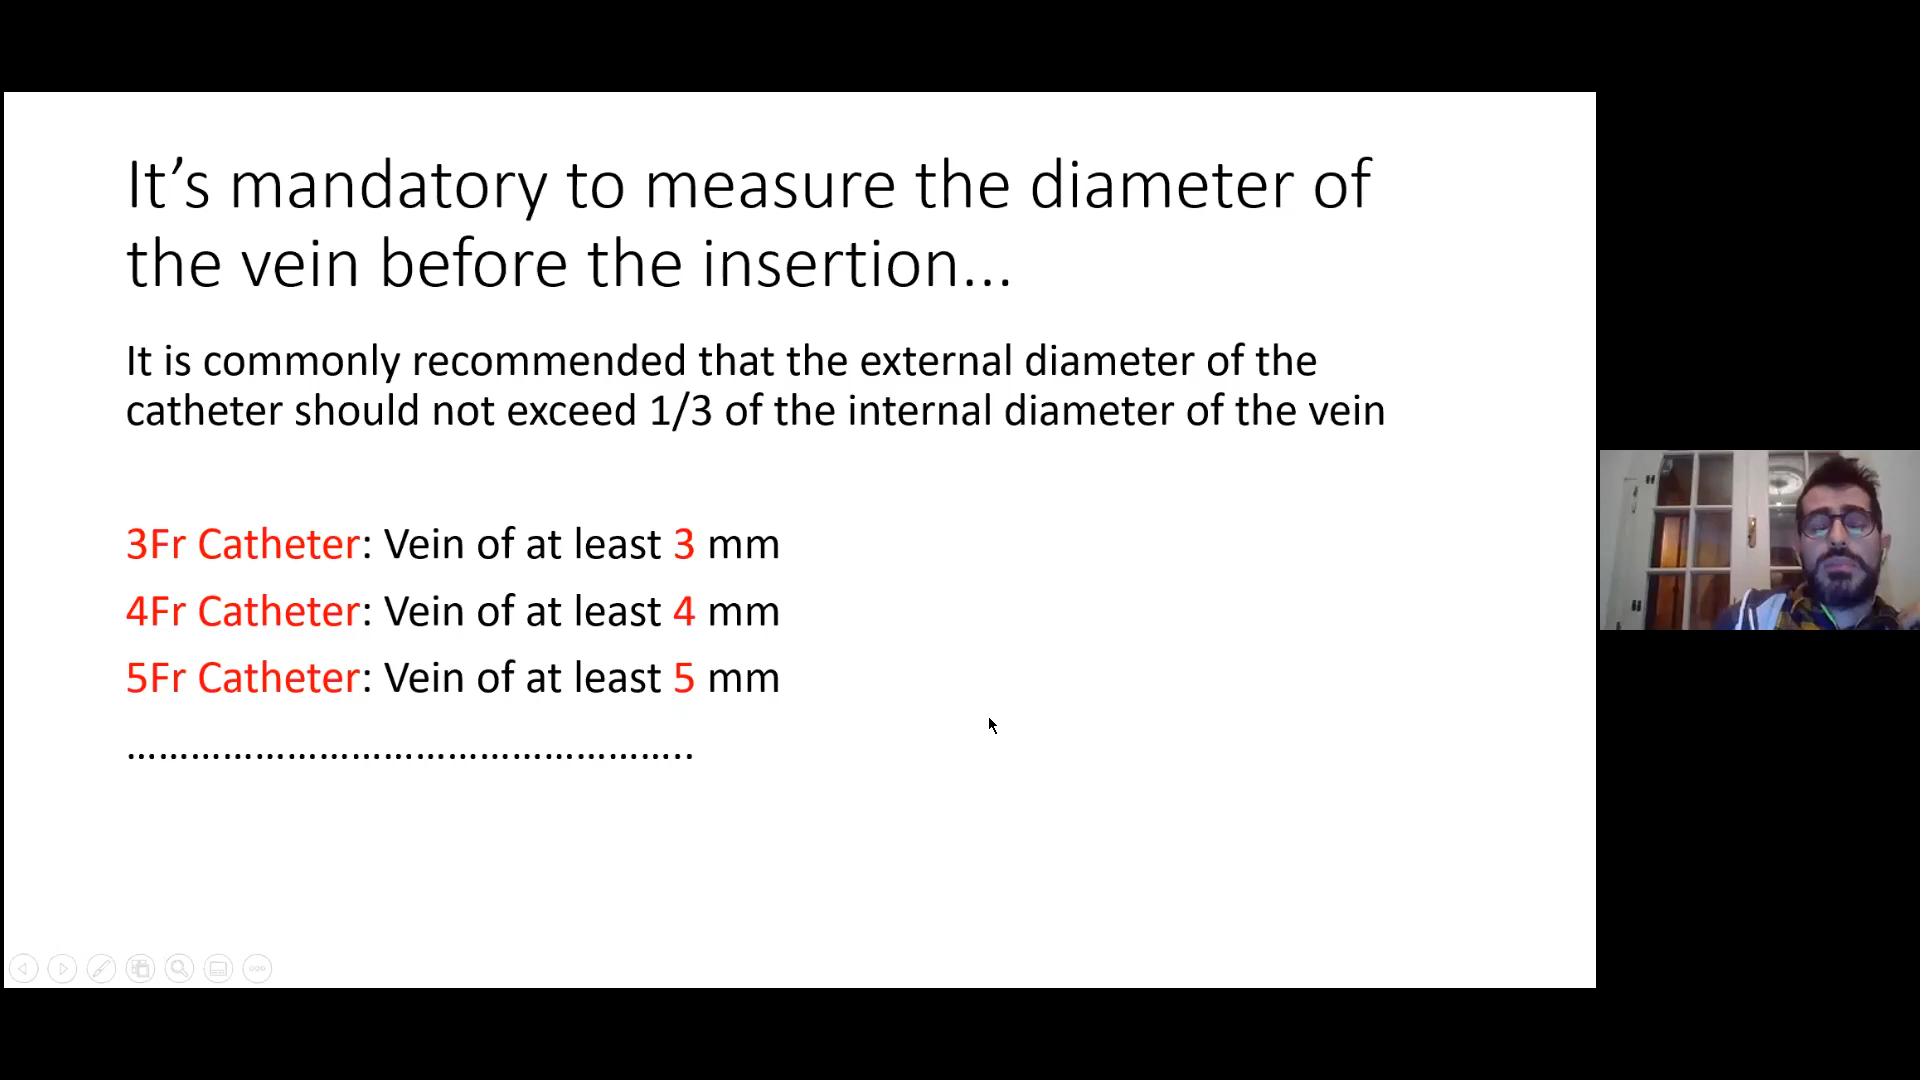 It’s mandatory to measure the diameter of
the vein before the insertion…
It is commonly recommended that the external diameter of the
catheter should not exceed 1/3 of the internal diameter of the vein
3Fr Catheter: Vein of at least 3 mm
4Fr Catheter: Vein of at least 4 mm
5Fr Catheter: Vein of at least 5 mm
……………………………………………..